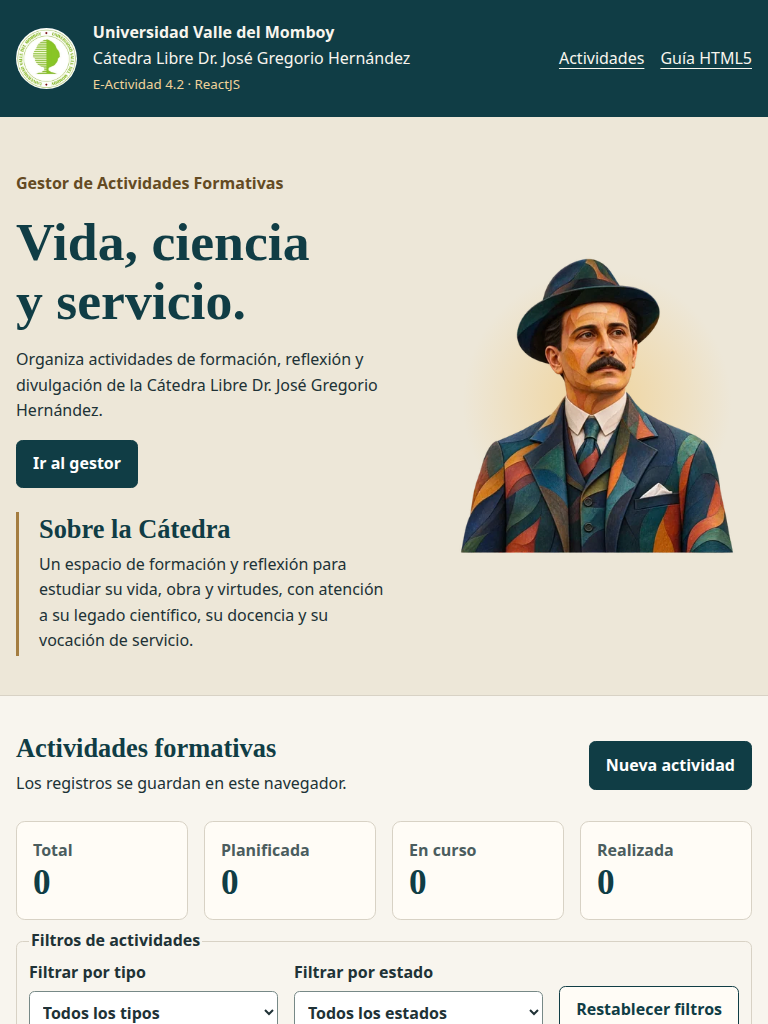 Universidad Valle del Momboy
Cátedra Libre Dr. José Gregorio Hernández
E-Actividad 4.2 · ReactJS
Actividades
Guía HTML5
Gestor de Actividades Formativas
Vida, ciencia
y servicio.
Organiza actividades de formación, reflexión y
divulgación de la Cátedra Libre Dr. José Gregorio
Hernández.
Ir al gestor
Sobre la Cátedra
Un espacio de formación y reflexión para
estudiar su vida, obra y virtudes, con atención
a su legado científico, su docencia y su
vocación de servicio.
Actividades formativas
Los registros se guardan en este navegador.
Nueva actividad
Total
0
Planificada
0
En curso
0
Realizada
0
Filtros de actividades
Filtrar por tipo
Todos los tipos
Filtrar por estado
Todos los estados
Restablecer filtros